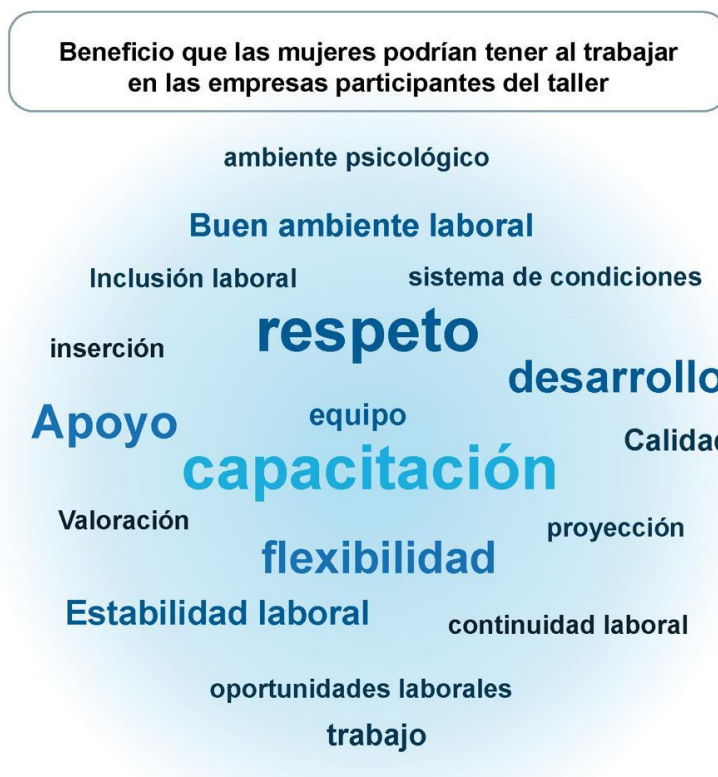 Beneficio que las mujeres podrían tener al trabajar
en las empresas participantes del taller
ambiente psicológico
Buen ambiente laboral
Inclusión laboral
sistema de condiciones
respeto
inserción
desarrollo
Apoyo
equipo
Calidad
capacitación
Valoración
proyección
flexibilidad
Estabilidad laboral
continuidad laboral
oportunidades laborales
trabajo